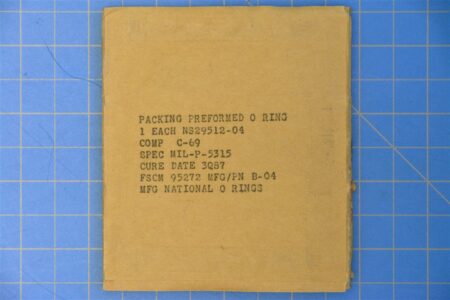 PACKING PREFORMED O RING
1 EACH NS29512-04
COMP C-69
SPEC MIL-P-5315
CURE DATE 3Q87
FSCM 95272 MFG/PN B-04
MFG NATIONAL O RINGS